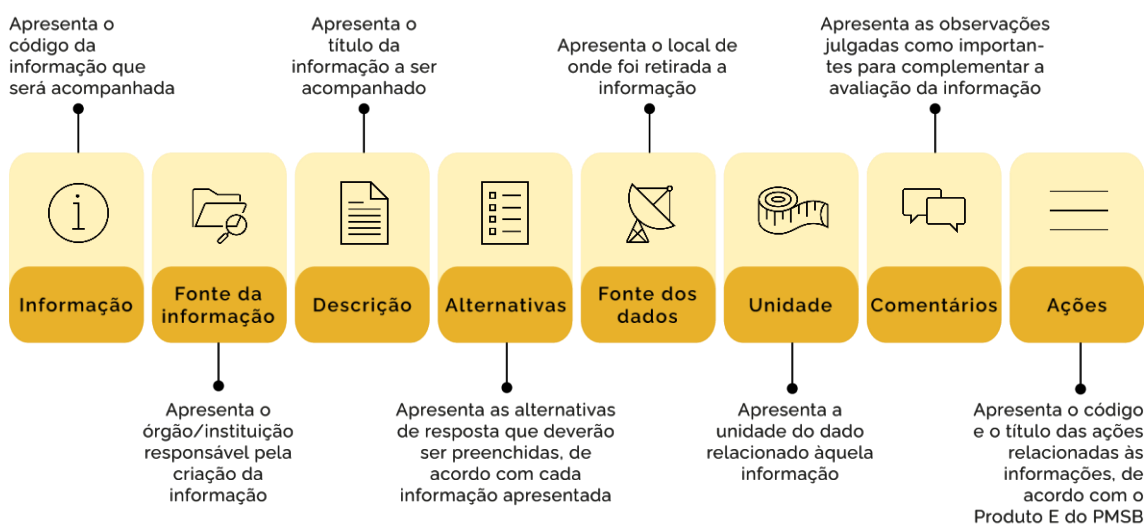 Apresenta o
código da
informação que
será acompanhada
Apresenta o
título da
informação a ser
acompanhado
Apresenta o local de
onde foi retirada a
informação
Apresenta as observações
julgadas como importan-
tes para complementar a
avaliação da informação
Informação
Fonte da
informação
Descrição
Alternativas
Fonte dos
dados
Unidade
Comentários
Ações
Apresenta o
órgão/instituição
responsável pela
criação da
informação
Apresenta as alternativas
de resposta que deverão
ser preenchidas, de
acordo com cada
informação apresentada
Apresenta a
unidade do dado
relacionado àquela
informação
Apresenta o código
e o título das ações
relacionadas às
informações, de
acordo com o
Produto E do PMSB